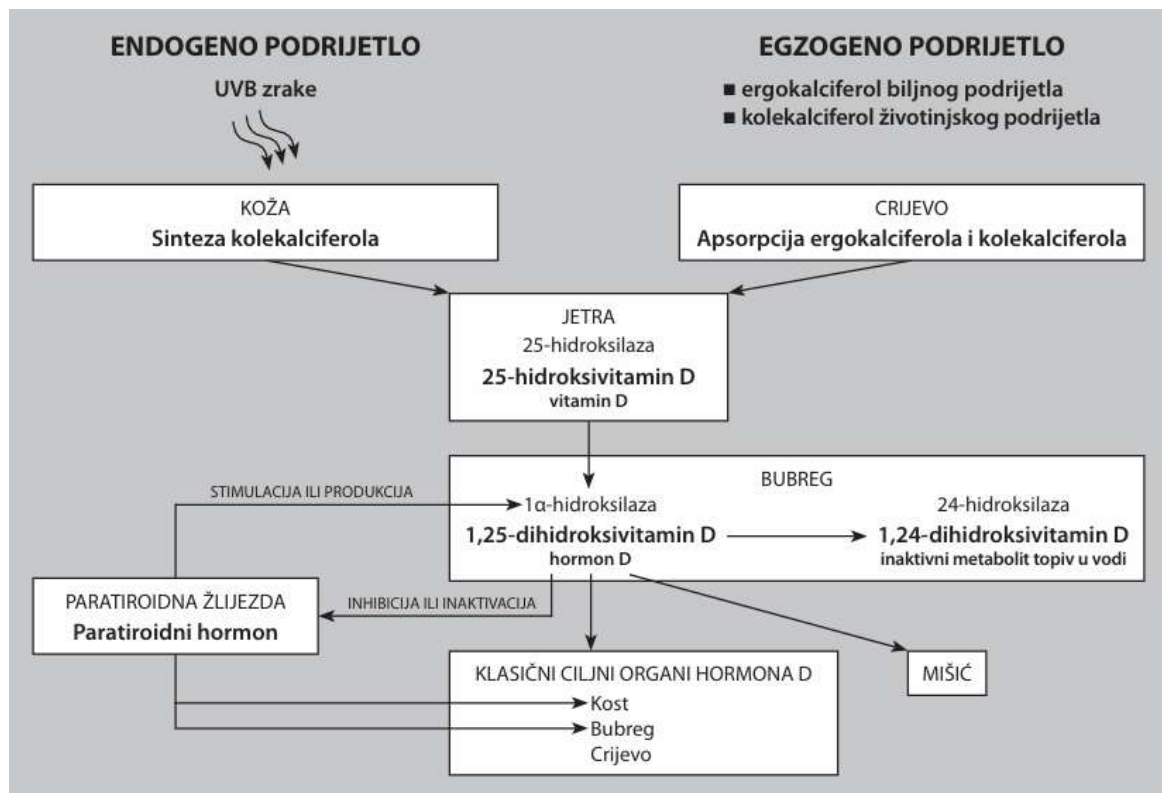 ENDOGENO PODRIJETLO
UVB zrake
EGZOGENO PODRIJETLO
■ ergokalciferol biljnog podrijetla
■ kolekalciferol životinjskog podrijetla
KOŽA
Sinteza kolekalciferola
CRIJEVO
Apsorpcija ergokalciferola i kolekalciferola
JETRA
25-hidroksilaza
25-hidroksivitamin D
vitamin D
BUBREG
STIMULACIJA ILI PRODUKCIJA
1α-hidroksilaza
1,25-dihidroksivitamin D
hormon D
24-hidroksilaza
1,24-dihidroksivitamin D
inaktivni metabolit topiv u vodi
PARATIROIDNA ŽLIJEZDA
Paratiroidni hormon
INHIBICIJA ILI INAKTIVACIJA
KLASIČNI CILJNI ORGANI HORMONA D
Kost
Bubreg
Crijevo
MIŠIĆ